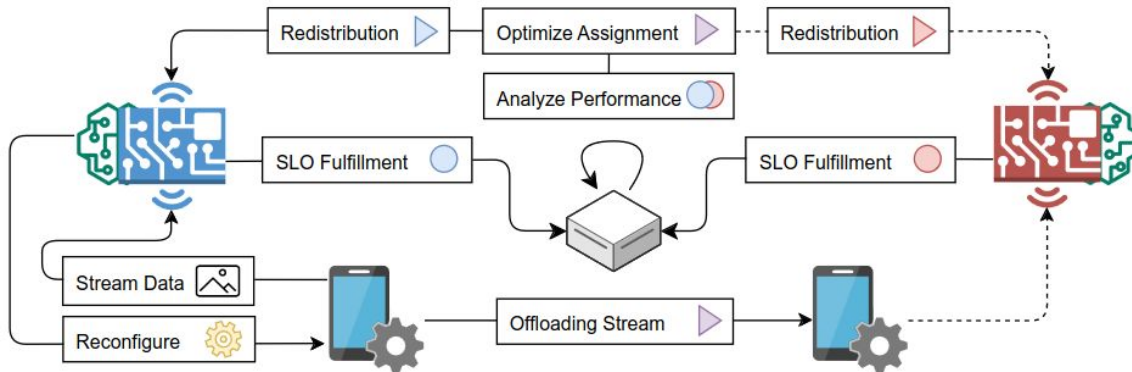 Redistribution
Optimize Assignment
Redistribution
Analyze Performance
SLO Fulfillment
SLO Fulfillment
Stream Data
Offloading Stream
Reconfigure